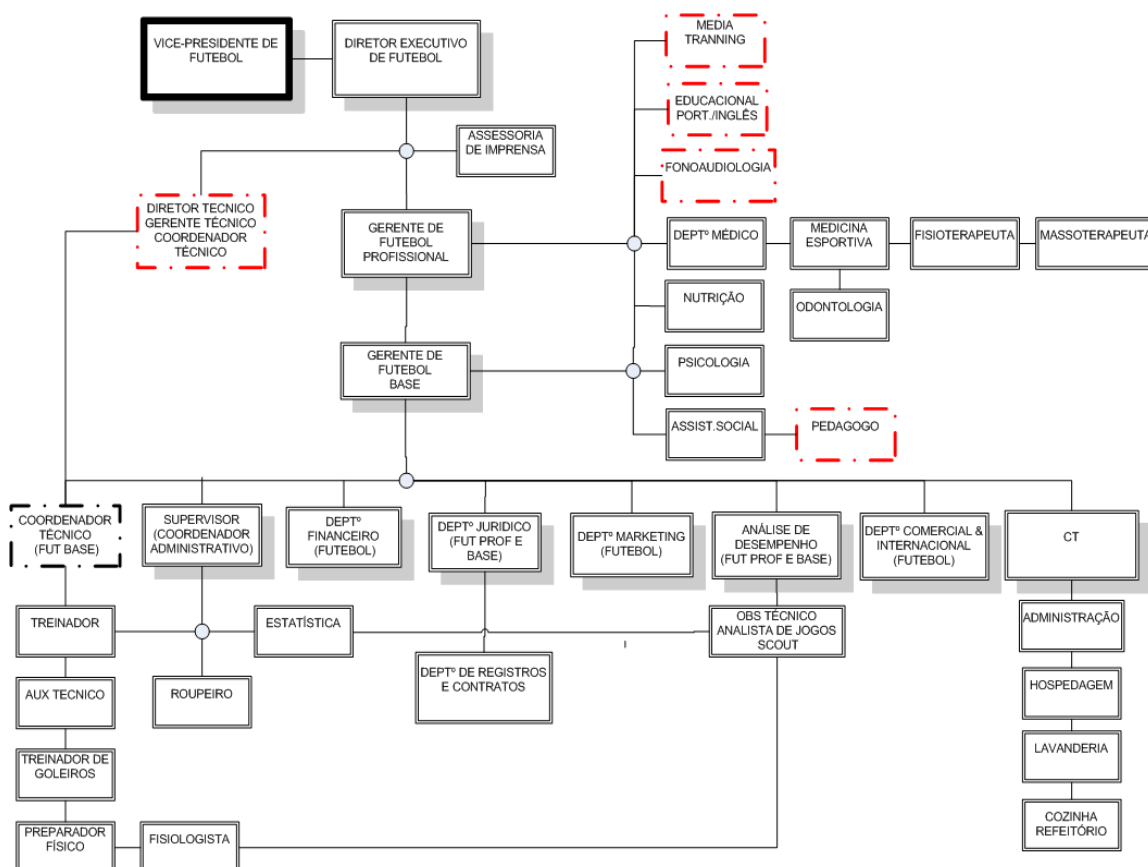 VICE-PRESIDENTE DE
FUTEBOL
DIRETOR EXECUTIVO
DE FUTEBOL
MEDIA
TRANNING
EDUCACIONAL
PORT./INGLÊS
ASSESSORIA
DE IMPRENSA
FONOAUDIOLOGIA
DIRETOR TECNICO
GERENTE TÉCNICO
COORDENADOR
TÉCNICO
GERENTE DE
FUTEBOL
PROFISSIONAL
DEPTº MÉDICO
MEDICINA
ESPORTIVA
FISIOTERAPEUTA
MASSOTERAPEUTA
NUTRIÇÃO
ODONTOLOGIA
GERENTE DE
FUTEBOL
BASE
PSICOLOGIA
ASSIST.SOCIAL
PEDAGOGO
COORDENADOR
TÉCNICO
(FUT BASE)
SUPERVISOR
(COORDENADOR
ADMINISTRATIVO)
DEPTº
FINANCEIRO
(FUTEBOL)
DEPTº JURIDICO
(FUT PROF E
BASE)
DEPTº MARKETING
(FUTEBOL)
ANÁLISE DE
DESEMPENHO
(FUT PROF E BASE)
DEPTº COMERCIAL &
INTERNACIONAL
(FUTEBOL)
CT
TREINADOR
ESTATÍSTICA
OBS TÉCNICO
ANALISTA DE JOGOS
SCOUT
ADMINISTRAÇÃO
AUX TECNICO
ROUPEIRO
DEPTº DE REGISTROS
E CONTRATOS
HOSPEDAGEM
TREINADOR DE
GOLEIROS
LAVANDERIA
PREPARADOR
FÍSICO
FISIOLOGISTA
COZINHA
REFEITÓRIO